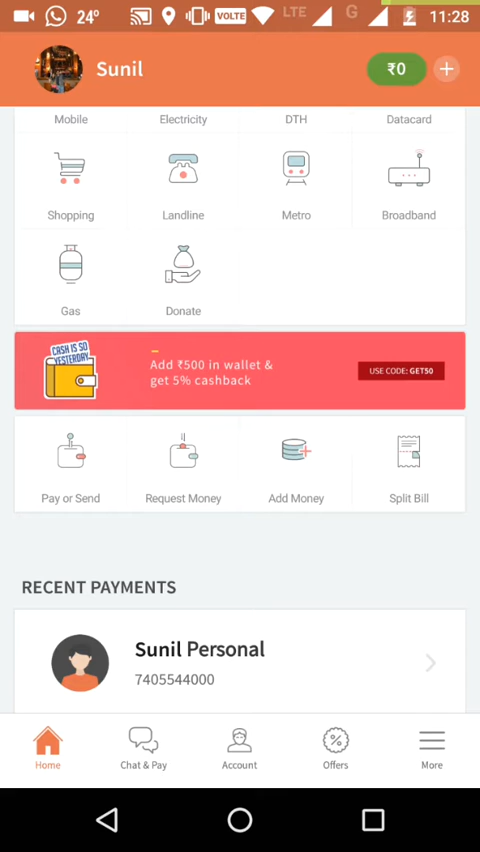 24° VOLTE LTE G 11:28
Sunil ₹0 +
Mobile Electricity DTH Datacard
Shopping Landline Metro Broadband
Gas Donate
CASH IS SO
YESTERDAY
Add ₹500 in wallet &
get 5% cashback
USE CODE: GET50
Pay or Send Request Money Add Money Split Bill
RECENT PAYMENTS
Sunil Personal
7405544000
Home Chat & Pay Account Offers More